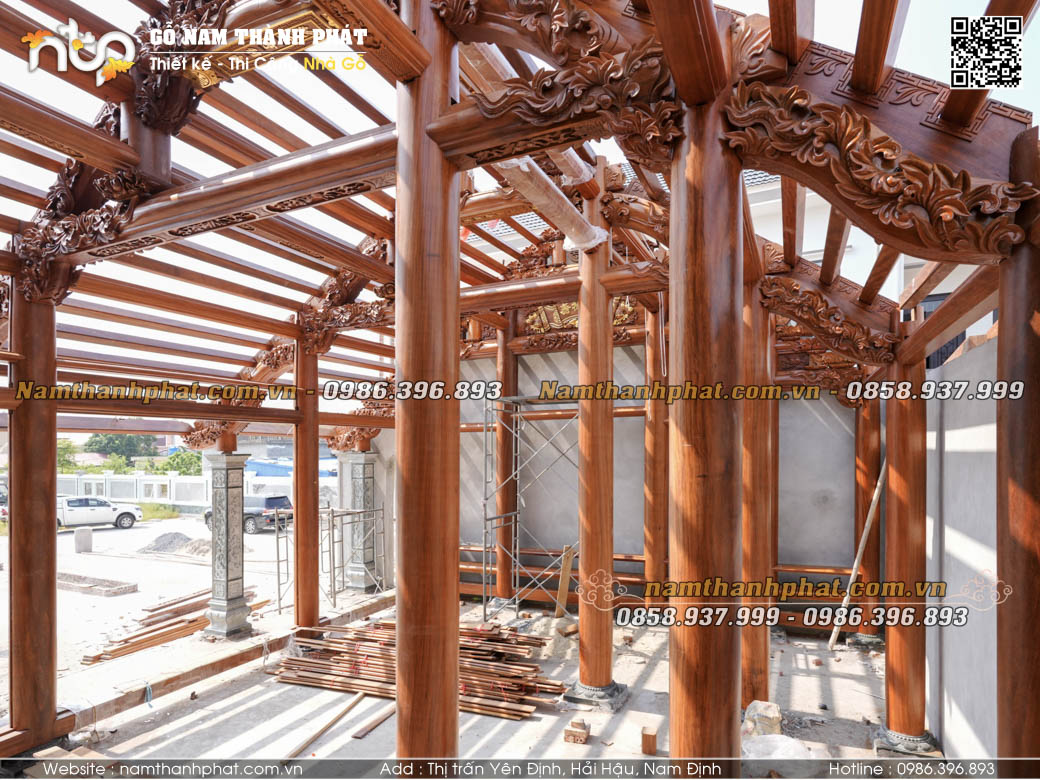 ntp
GỖ NAM THÀNH PHÁT
Thiết kế - Thi Công Nhà Gỗ
Namthanhphat.com.vn - 0986.396.893
Namthanhphat.com.vn - 0858.937.999
namthanhphat.com.vn
0858.937.999 - 0986.396.893
Website : namthanhphat.com.vn
Add : Thị trấn Yên Định, Hải Hậu, Nam Định
Hotline : 0986.396.893